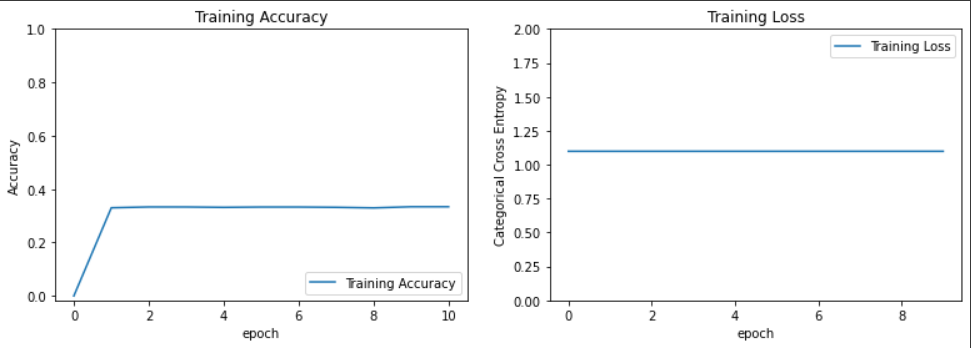 Training Accuracy
1.0
0.8
0.6
0.4
0.2
0.0
Accuracy
Training Accuracy
0 2 4 6 8 10
epoch
Training Loss
2.00
1.75
1.50
1.25
1.00
0.75
0.50
0.25
0.00
Categorical Cross Entropy
Training Loss
0 2 4 6 8
epoch